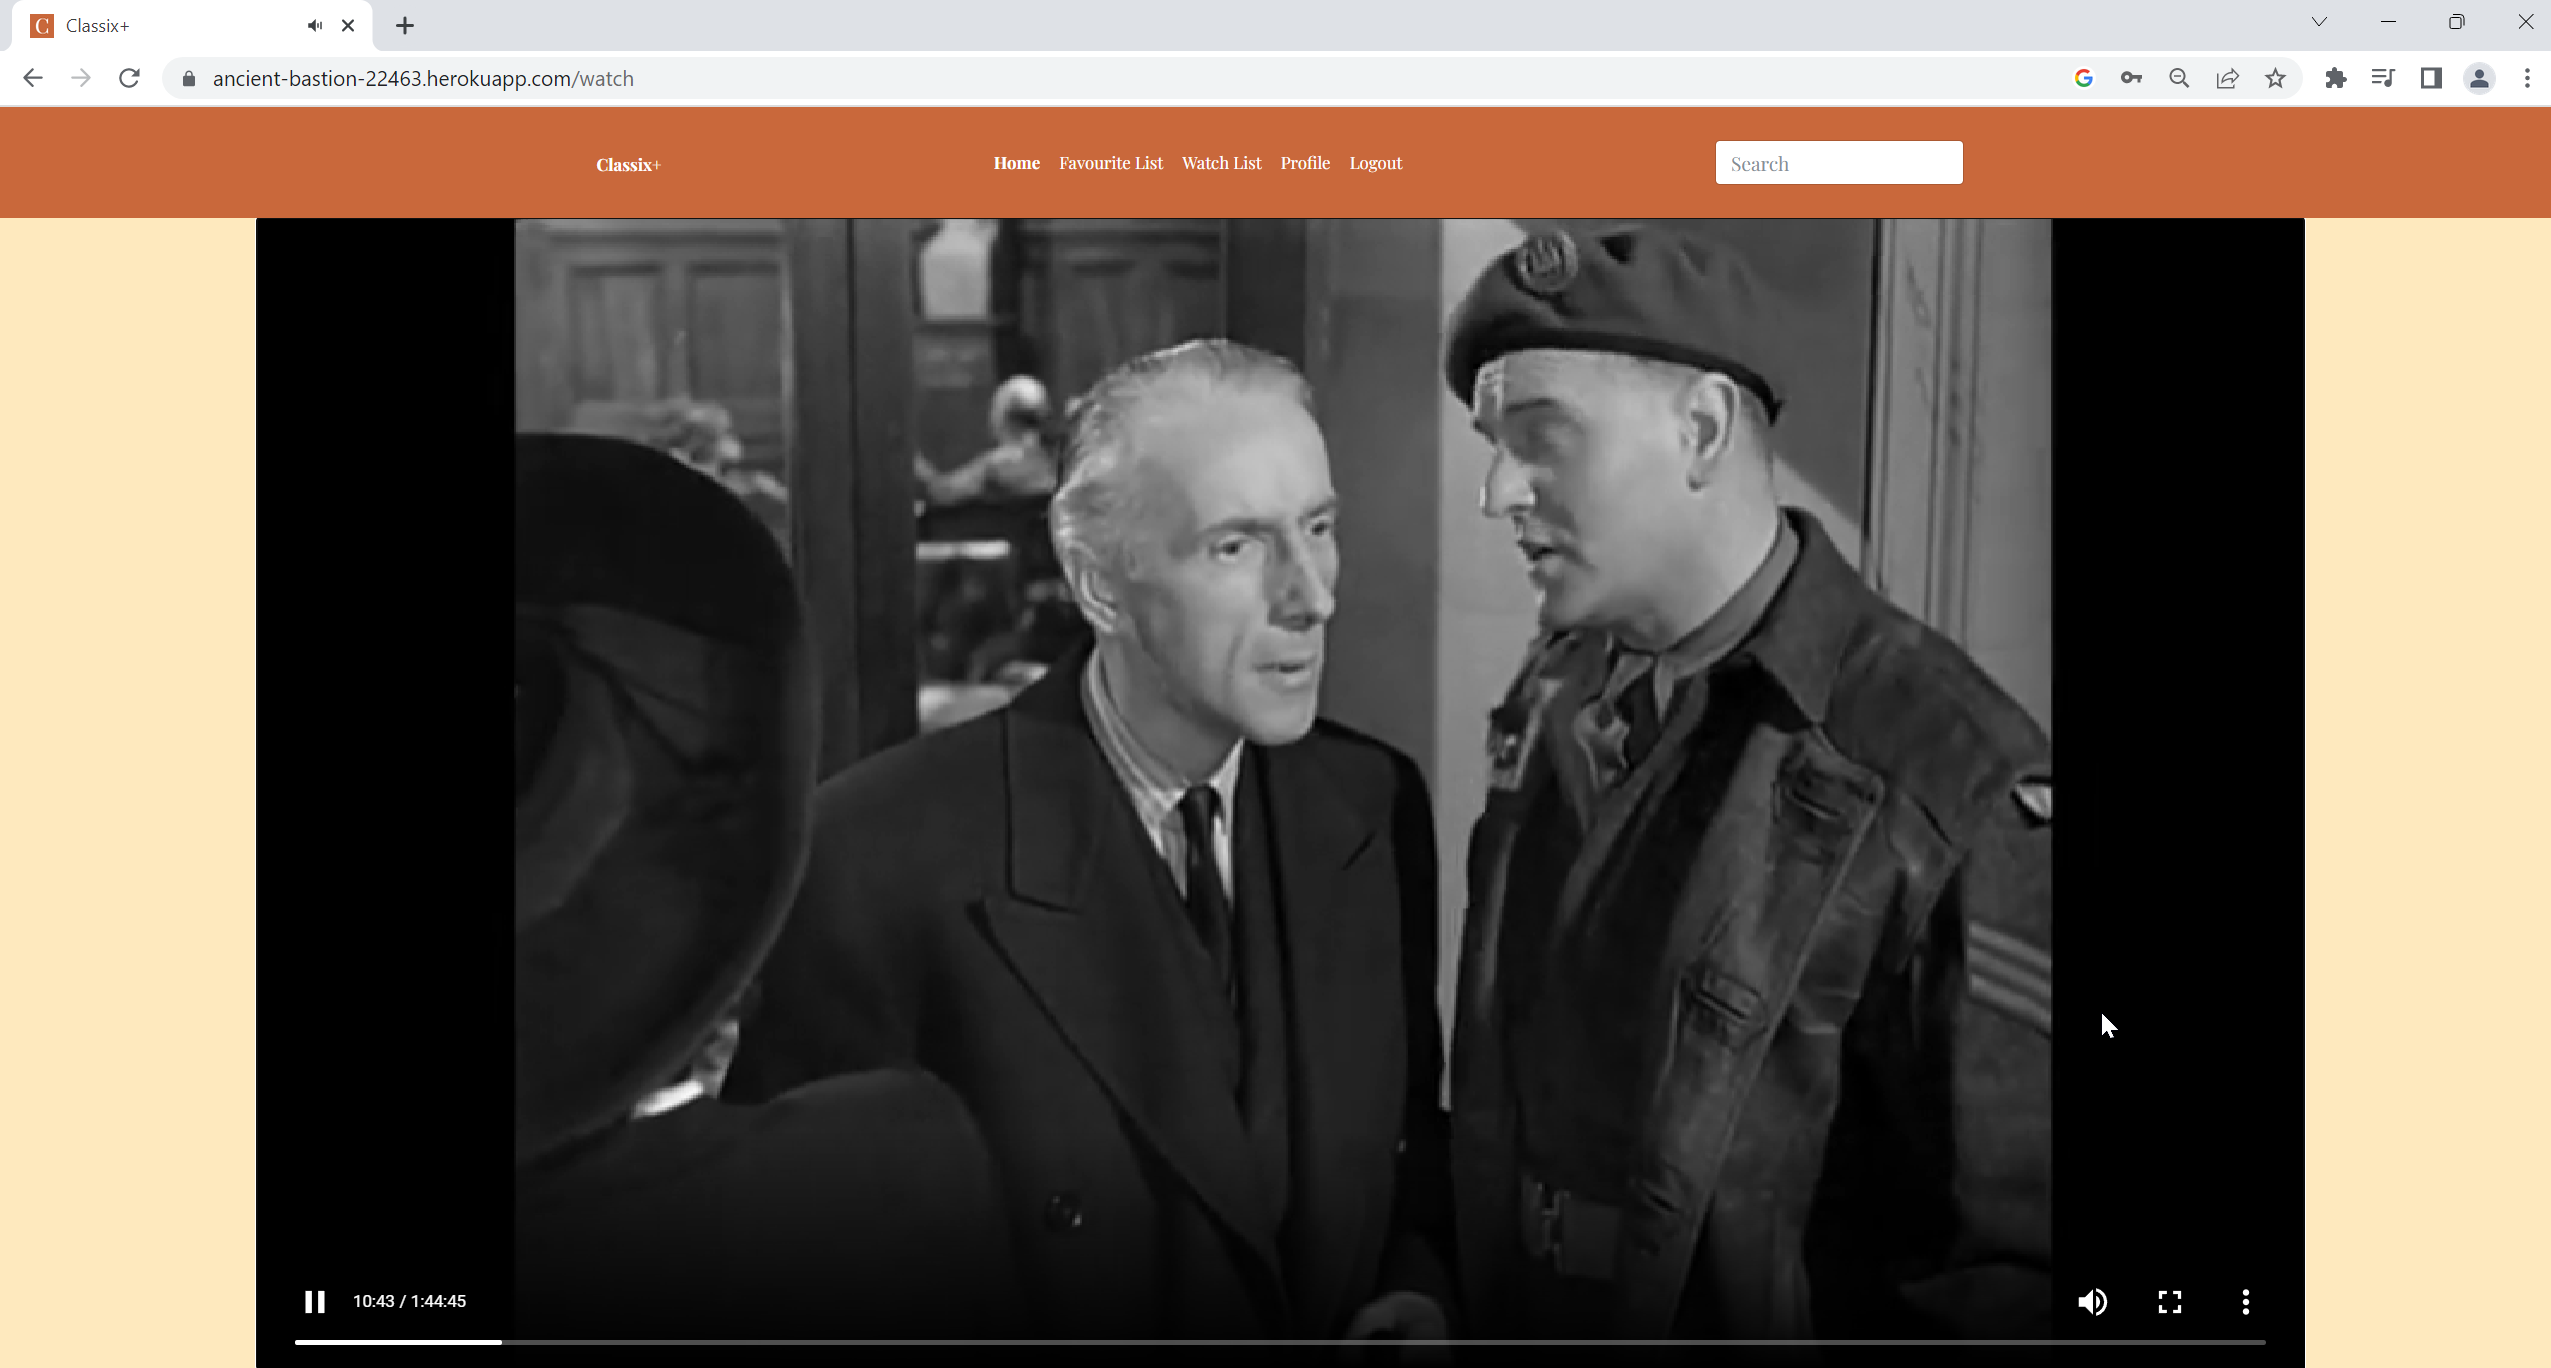 C Classix+
ancient-bastion-22463.herokuapp.com/watch
Classix+
Home Favourite List Watch List Profile Logout
Search
10:43 / 1:44:45